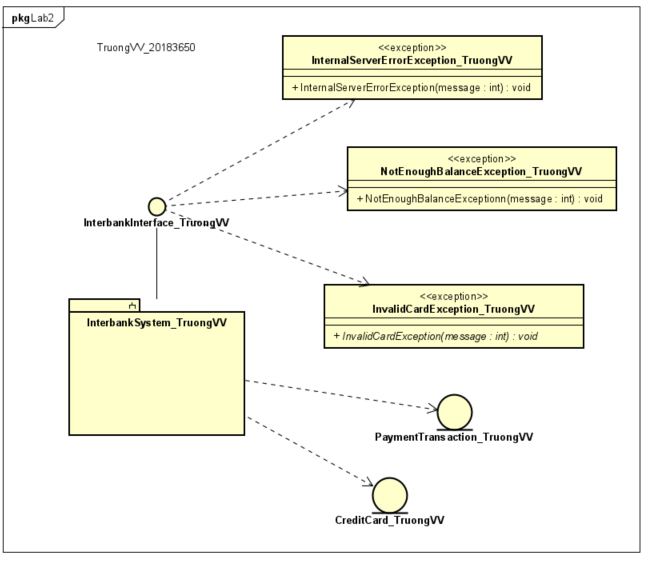 pkg Lab2
TruongVV_20183650
<<exception>>
InternalServerErrorException_TruongVV
+ InternalServerErrorException(message : int) : void
<<exception>>
NotEnoughBalanceException_TruongVV
+ NotEnoughBalanceExceptionn(message : int) : void
InterbankInterface_TruongVV
<<exception>>
InvalidCardException_TruongVV
+ InvalidCardException(message : int) : void
InterbankSystem_TruongVV
PaymentTransaction_TruongVV
CreditCard_TruongVV